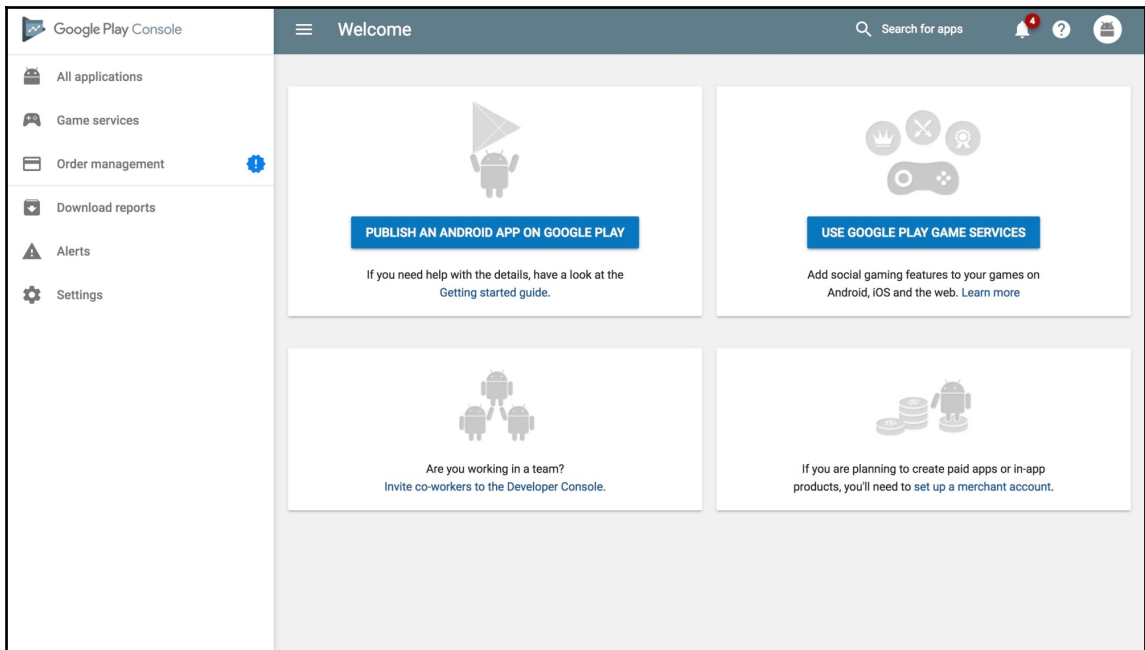 Google Play Console
Welcome
Search for apps
4
All applications
Game services
Order management
Download reports
Alerts
Settings
PUBLISH AN ANDROID APP ON GOOGLE PLAY
If you need help with the details, have a look at the
Getting started guide.
USE GOOGLE PLAY GAME SERVICES
Add social gaming features to your games on
Android, iOS and the web. Learn more
Are you working in a team?
Invite co-workers to the Developer Console.
If you are planning to create paid apps or in-app
products, you'll need to set up a merchant account.